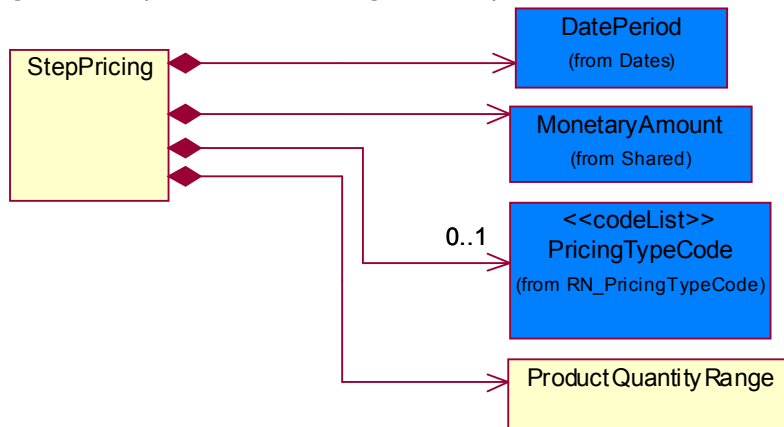 StepPricing
DatePeriod
(from Dates)
MonetaryAmount
(from Shared)
0..1
<<codeList>>
PricingTypeCode
(from RN_PricingTypeCode)
ProductQuantityRange